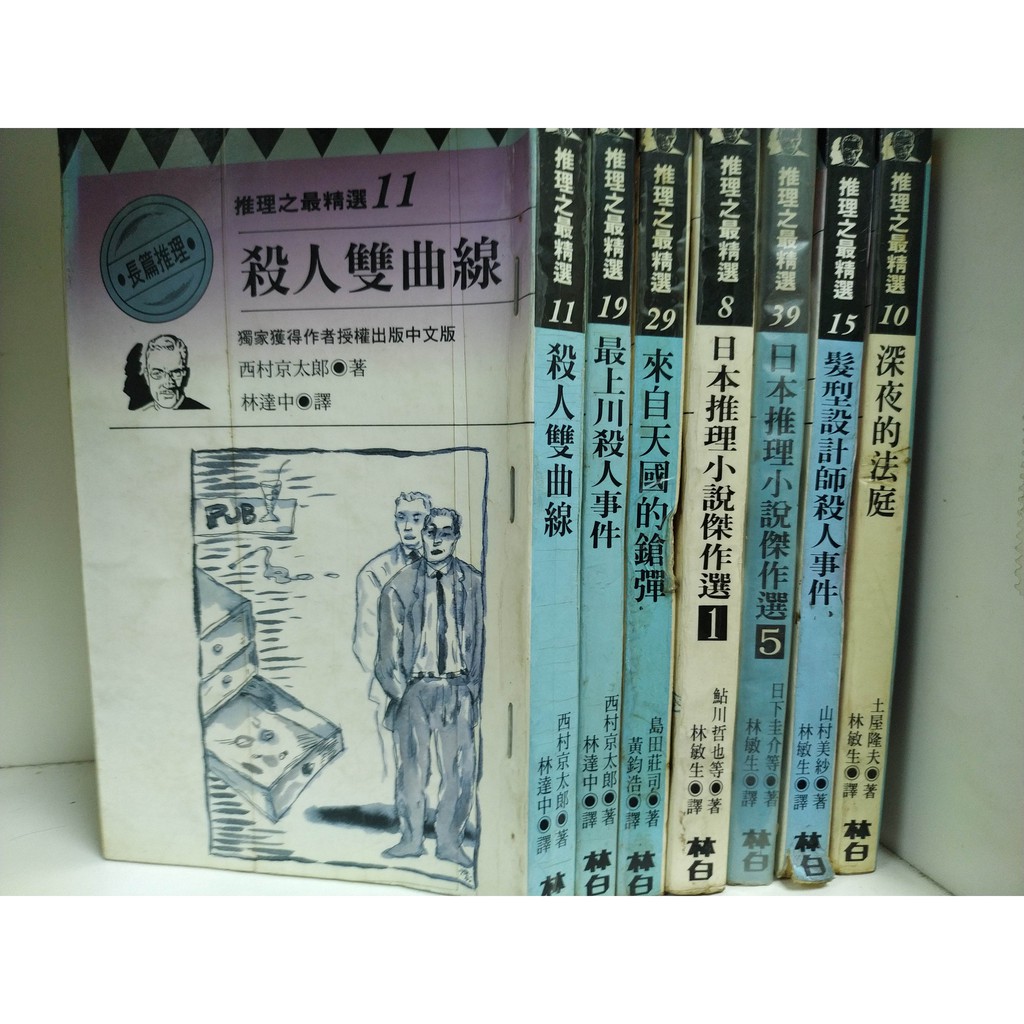 推理之最精選11
殺人雙曲線
•長篇推理•
獨家獲得作者授權出版中文版
西村京太郎◉著
林達中◉譯
PUB
推理之最精選
11
殺人雙曲線
西村京太郎◉著
林達中◉譯
林
推理之最精選
19
最上川殺人事件
西村京太郎◉著
林達中◉譯
林白
推理之最精選
29
來自天國的鎗彈
島田莊司◉著
黃鈞浩◉譯
林白
推理之最精選
8
日本推理小說傑作選1
鮎川哲也等◉著
林敏生◉譯
林白
推理之最精選
39
日本推理小說傑作選5
日下圭介等◉著
林敏生◉譯
林白
推理之最精選
15
髮型設計師殺人事件
山村美紗◉著
林敏生◉譯
林白
推理之最精選
10
深夜的法庭
土屋隆夫◉著
林敏生◉譯
林白